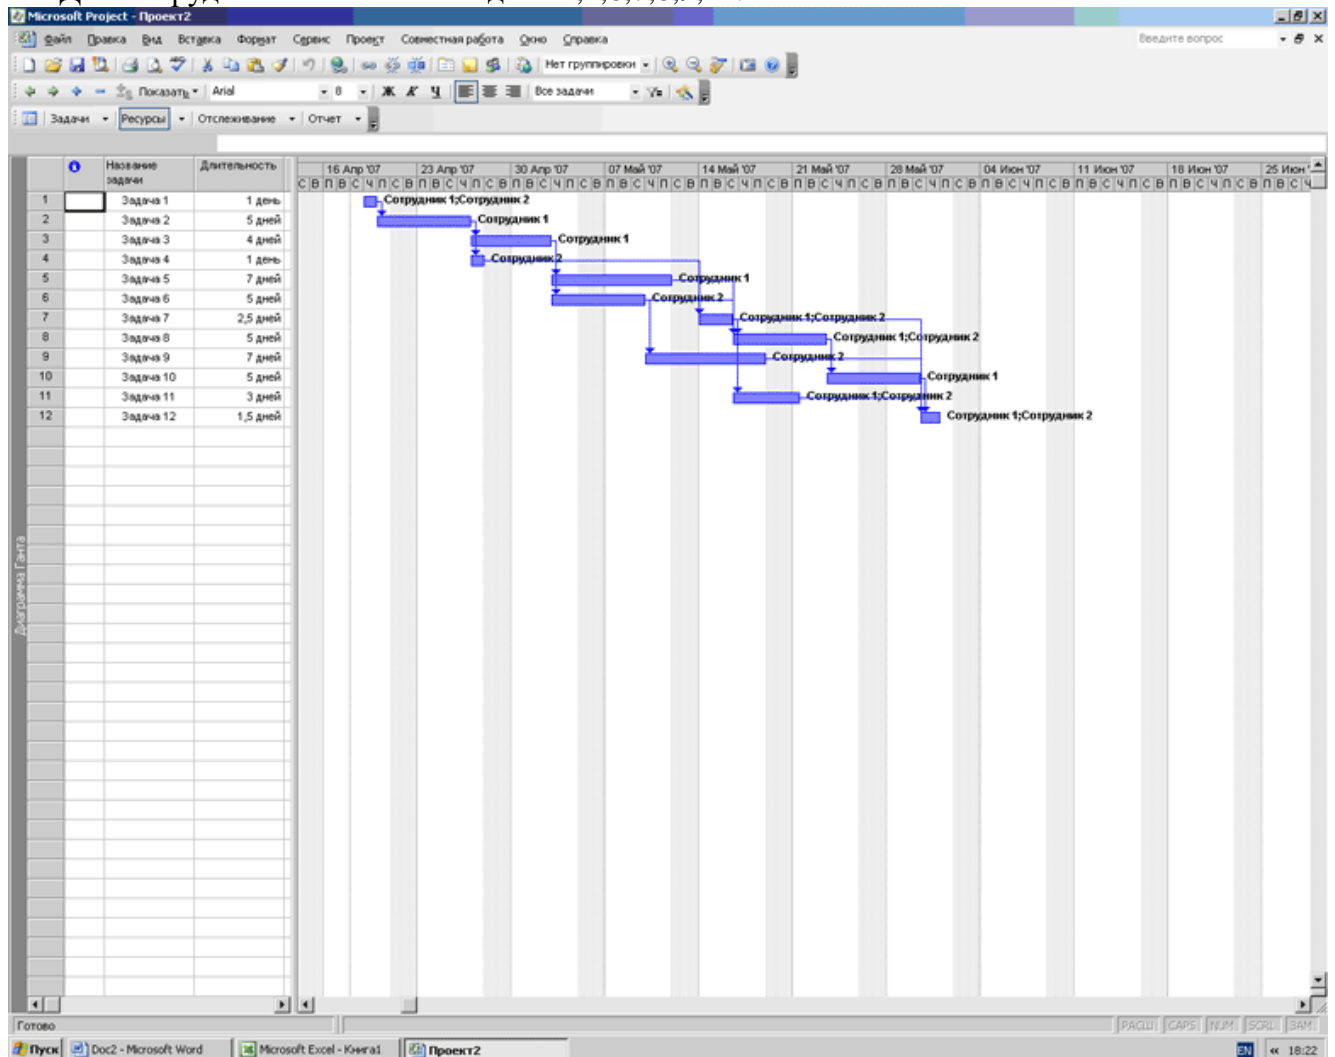 Microsoft Project - Проект2
Файл Правка Вид Вставка Формат Сервис Проект Совместная работа Окно Справка Введите вопрос
Нет группировки
Показать Arial 8 Ж К Ч Все задачи
Задачи Ресурсы Отслеживание Отчет
Название задачи Длительность 16 Апр '07 23 Апр '07 30 Апр '07 07 Май '07 14 Май '07 21 Май '07 28 Май '07 04 Июн '07 11 Июн '07 18 Июн '07 25 Июн '
С В П В С Ч П С В П В С Ч П С В П В С Ч П С В П В С Ч П С В П В С Ч П С В П В С Ч П С В П В С Ч П С В П В С Ч П С В П В С Ч П С В П В С Ч П С В П В С Ч
1 Задача 1 1 день Сотрудник 1;Сотрудник 2
2 Задача 2 5 дней Сотрудник 1
3 Задача 3 4 дней Сотрудник 1
4 Задача 4 1 день Сотрудник 2
5 Задача 5 7 дней Сотрудник 1
6 Задача 6 5 дней Сотрудник 2
7 Задача 7 2,5 дней Сотрудник 1;Сотрудник 2
8 Задача 8 5 дней Сотрудник 1;Сотрудник 2
9 Задача 9 7 дней Сотрудник 2
10 Задача 10 5 дней Сотрудник 1
11 Задача 11 3 дней Сотрудник 1;Сотрудник 2
12 Задача 12 1,5 дней Сотрудник 1;Сотрудник 2
Диаграмма Ганта
Готово РАСШ CAPS NUM SCRL ЗАМ
Пуск Doc2 - Microsoft Word Microsoft Excel - Книга1 Проект2 EN « 18:22